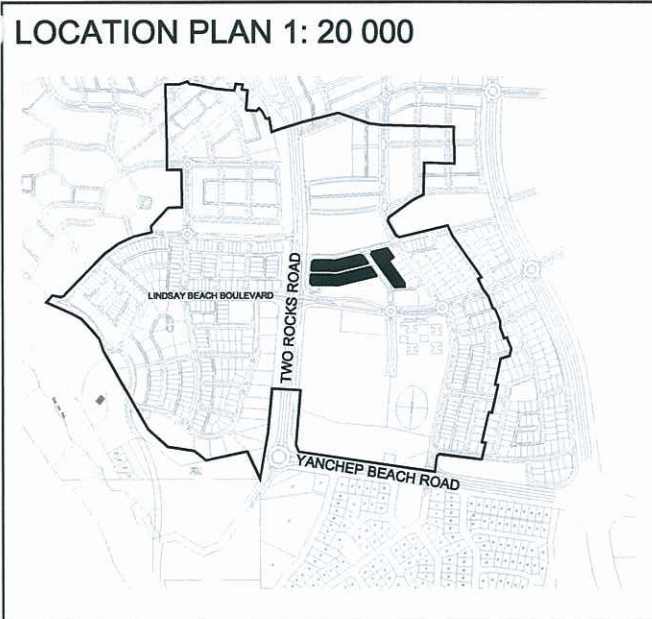 LOCATION PLAN 1: 20 000
LINDSAY BEACH BOULEVARD
TWO ROCKS ROAD
YANCHEP BEACH ROAD